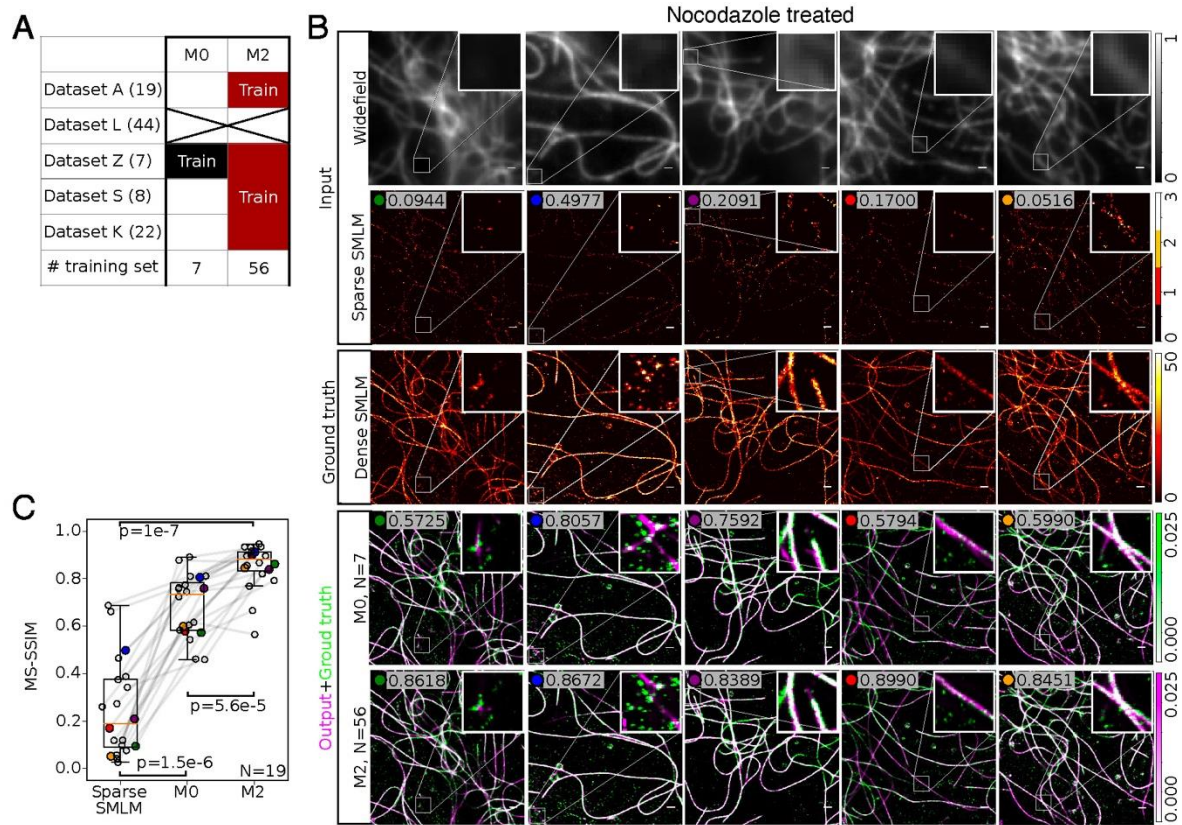 A
M0 M2
Dataset A (19) Train
Dataset L (44)
Dataset Z (7) Train
Dataset S (8) Train
Dataset K (22)
# training set 7 56
B
Nocodazole treated
Input
Widefield
1
0
Sparse SMLM
0.0944 0.4977 0.2091 0.1700 0.0516
3
2
1
0
Ground truth
Dense SMLM
50
0
Output+Groud truth
M0, N=7
0.5725 0.8057 0.7592 0.5794 0.5990
0.025
0.000
M2, N=56
0.8618 0.8672 0.8389 0.8990 0.8451
0.025
0.000
C
MS-SSIM
1.0
0.8
0.6
0.4
0.2
0.0
p=1e-7
p=5.6e-5
p=1.5e-6
N=19
Sparse SMLM M0 M2